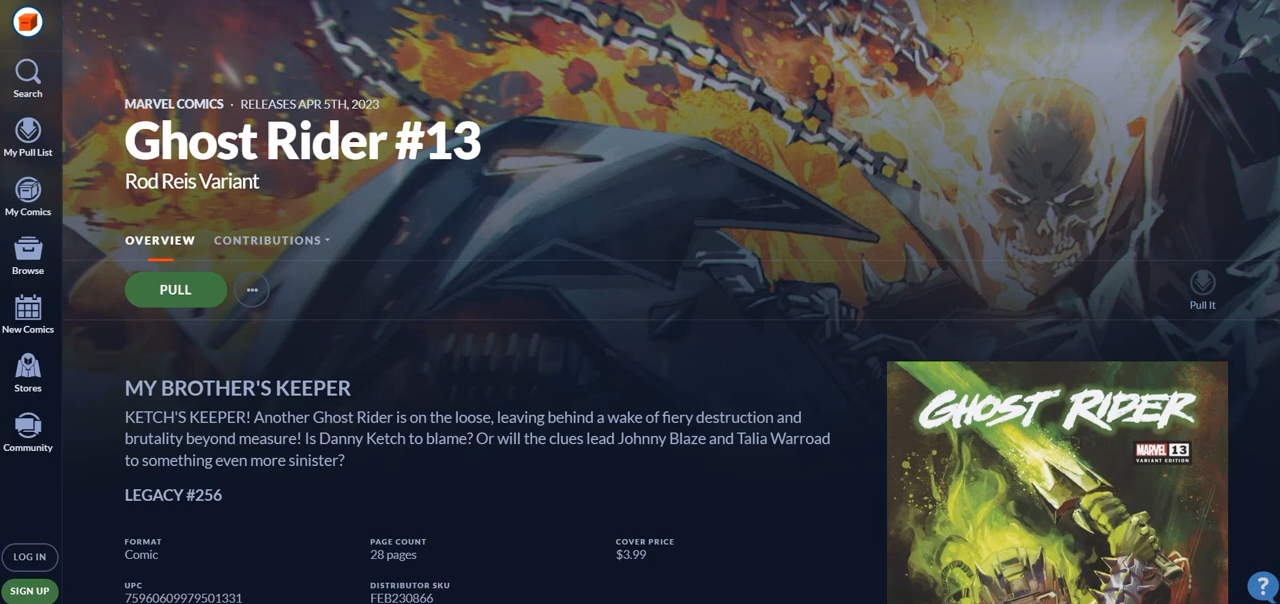 Search
My Pull List
My Comics
Browse
New Comics
Stores
Community
LOG IN
SIGN UP
MARVEL COMICS · RELEASES APR 5TH, 2023
Ghost Rider #13
Rod Reis Variant
OVERVIEW CONTRIBUTIONS
PULL
Pull It
MY BROTHER'S KEEPER
KETCH'S KEEPER! Another Ghost Rider is on the loose, leaving behind a wake of fiery destruction and
brutality beyond measure! Is Danny Ketch to blame? Or will the clues lead Johnny Blaze and Talia Warroad
to something even more sinister?
LEGACY #256
FORMAT PAGE COUNT COVER PRICE
Comic 28 pages $3.99
UPC DISTRIBUTOR SKU
75960609979501331 FEB230866
GHOST RIDER
MARVEL 13
VARIANT EDITION
?